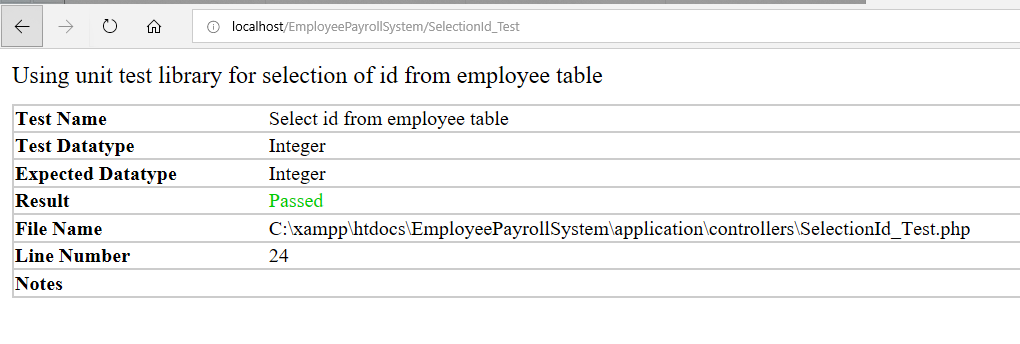 localhost/EmployeePayrollSystem/SelectionId_Test
Using unit test library for selection of id from employee table
Test Name Select id from employee table
Test Datatype Integer
Expected Datatype Integer
Result Passed
File Name C:\xampp\htdocs\EmployeePayrollSystem\application\controllers\SelectionId_Test.php
Line Number 24
Notes